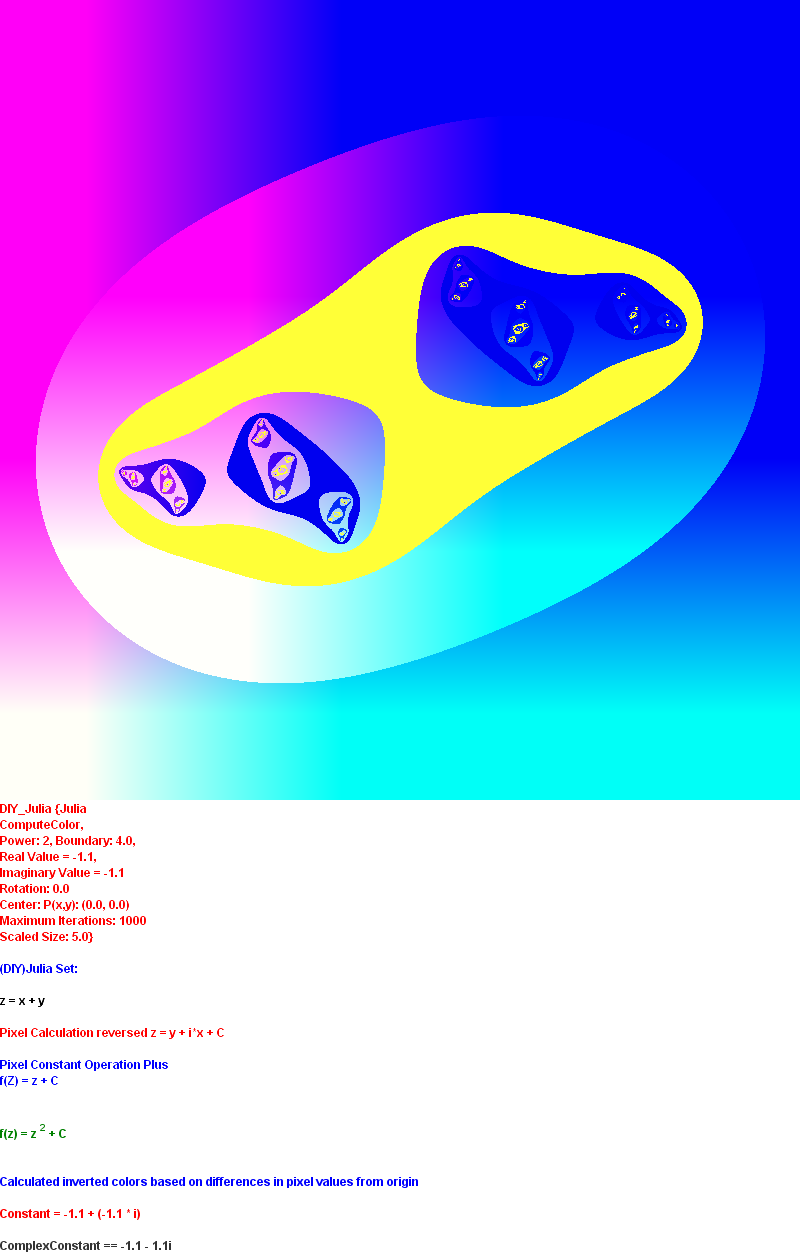 DIY_Julia {Julia
ComputeColor,
Power: 2, Boundary: 4.0,
Real Value = -1.1,
Imaginary Value = -1.1
Rotation: 0.0
Center: P(x,y): (0.0, 0.0)
Maximum Iterations: 1000
Scaled Size: 5.0}
(DIY)Julia Set:
z = x + y
Pixel Calculation reversed z = y + i*x + C
Pixel Constant Operation Plus
f(Z) = z + C
f(z) = z 2 + C
Calculated inverted colors based on differences in pixel values from origin
Constant = -1.1 + (-1.1 * i)
ComplexConstant == -1.1 - 1.1i